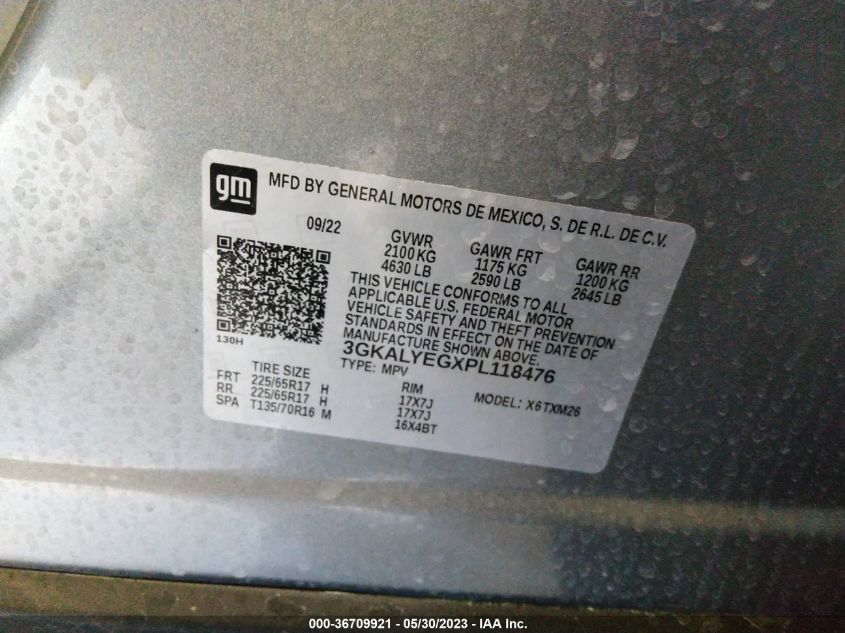 gm
MFD BY GENERAL MOTORS DE MEXICO, S. DE R.L. DE C.V.
09/22
GVWR GAWR FRT GAWR RR
2100 KG 1175 KG 1200 KG
4630 LB 2590 LB 2645 LB
THIS VEHICLE CONFORMS TO ALL
APPLICABLE U.S. FEDERAL MOTOR
VEHICLE SAFETY AND THEFT PREVENTION
STANDARDS IN EFFECT ON THE DATE OF
MANUFACTURE SHOWN ABOVE.
3GKALYEGXPL118476
130H
TYPE: MPV
TIRE SIZE RIM MODEL: X6TXM26
FRT 225/65R17 H 17X7J
RR 225/65R17 H 17X7J
SPA T135/70R16 M 16X4BT
000-36709921 - 05/30/2023 - IAA Inc.